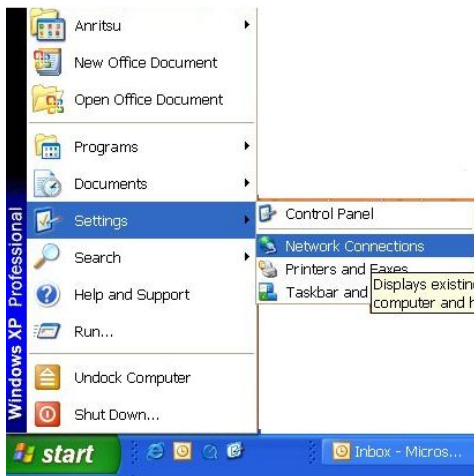 Anritsu
New Office Document
Open Office Document
Programs
Documents
Settings
Search
Help and Support
Run...
Undock Computer
Shut Down...
Windows XP Professional
Control Panel
Network Connections
Printers and Faxes
Taskbar and
Displays existing
computer and h
start
Inbox - Micros...